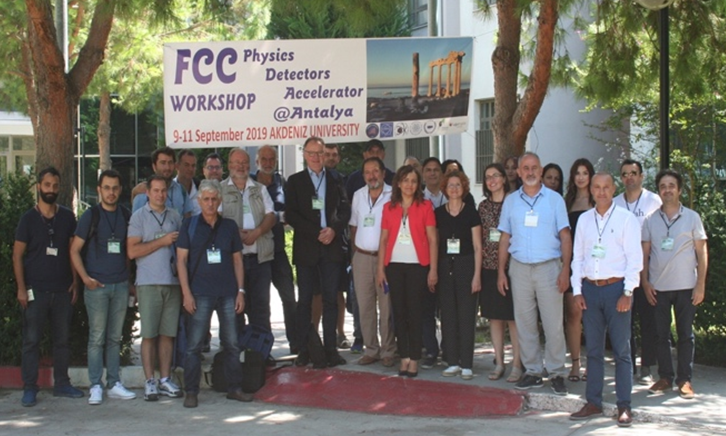 FCC Physics
Detectors
WORKSHOP Accelerator
@Antalya
9-11 September 2019 AKDENIZ UNIVERSITY